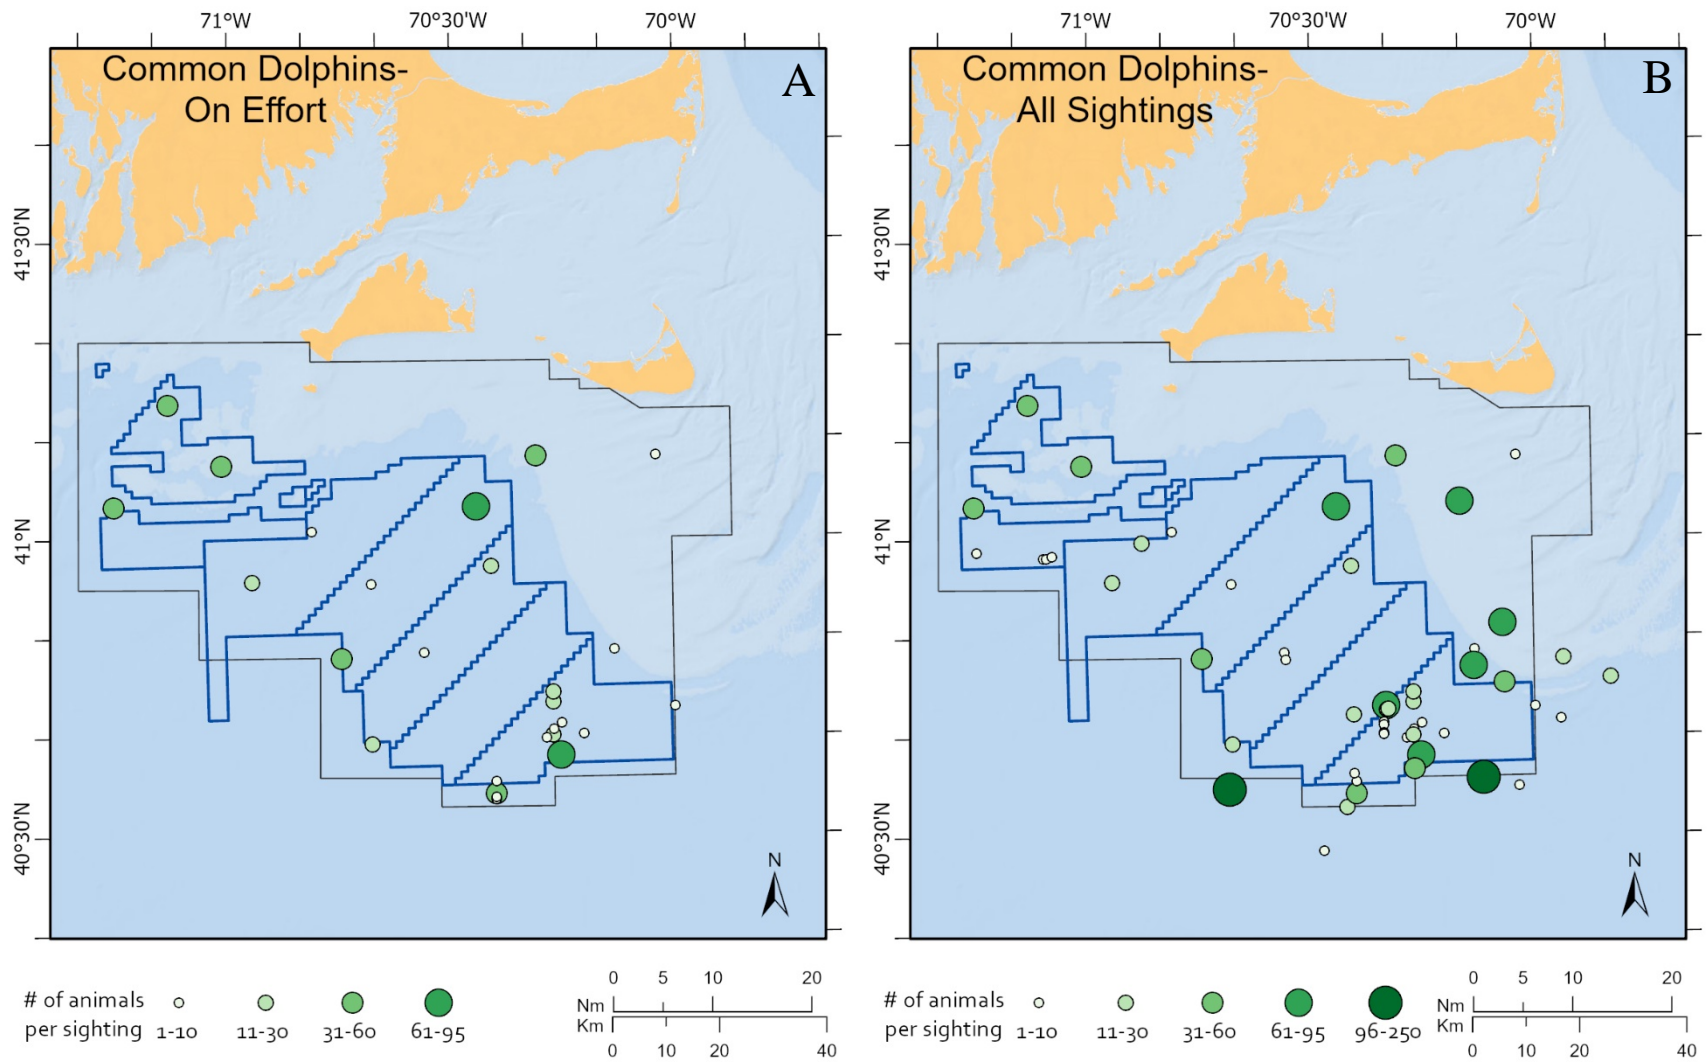 71°W 70°30'W 70°W
71°W 70°30'W 70°W
Common Dolphins-
On Effort
A
Common Dolphins-
All Sightings
B
41°30'N
41°N
40°30'N
41°30'N
41°N
40°30'N
N
N
# of animals
per sighting
1-10 11-30 31-60 61-95
0 5 10 20
Nm
Km
0 10 20 40
# of animals
per sighting
1-10 11-30 31-60 61-95 96-250
0 5 10 20
Nm
Km
0 10 20 40